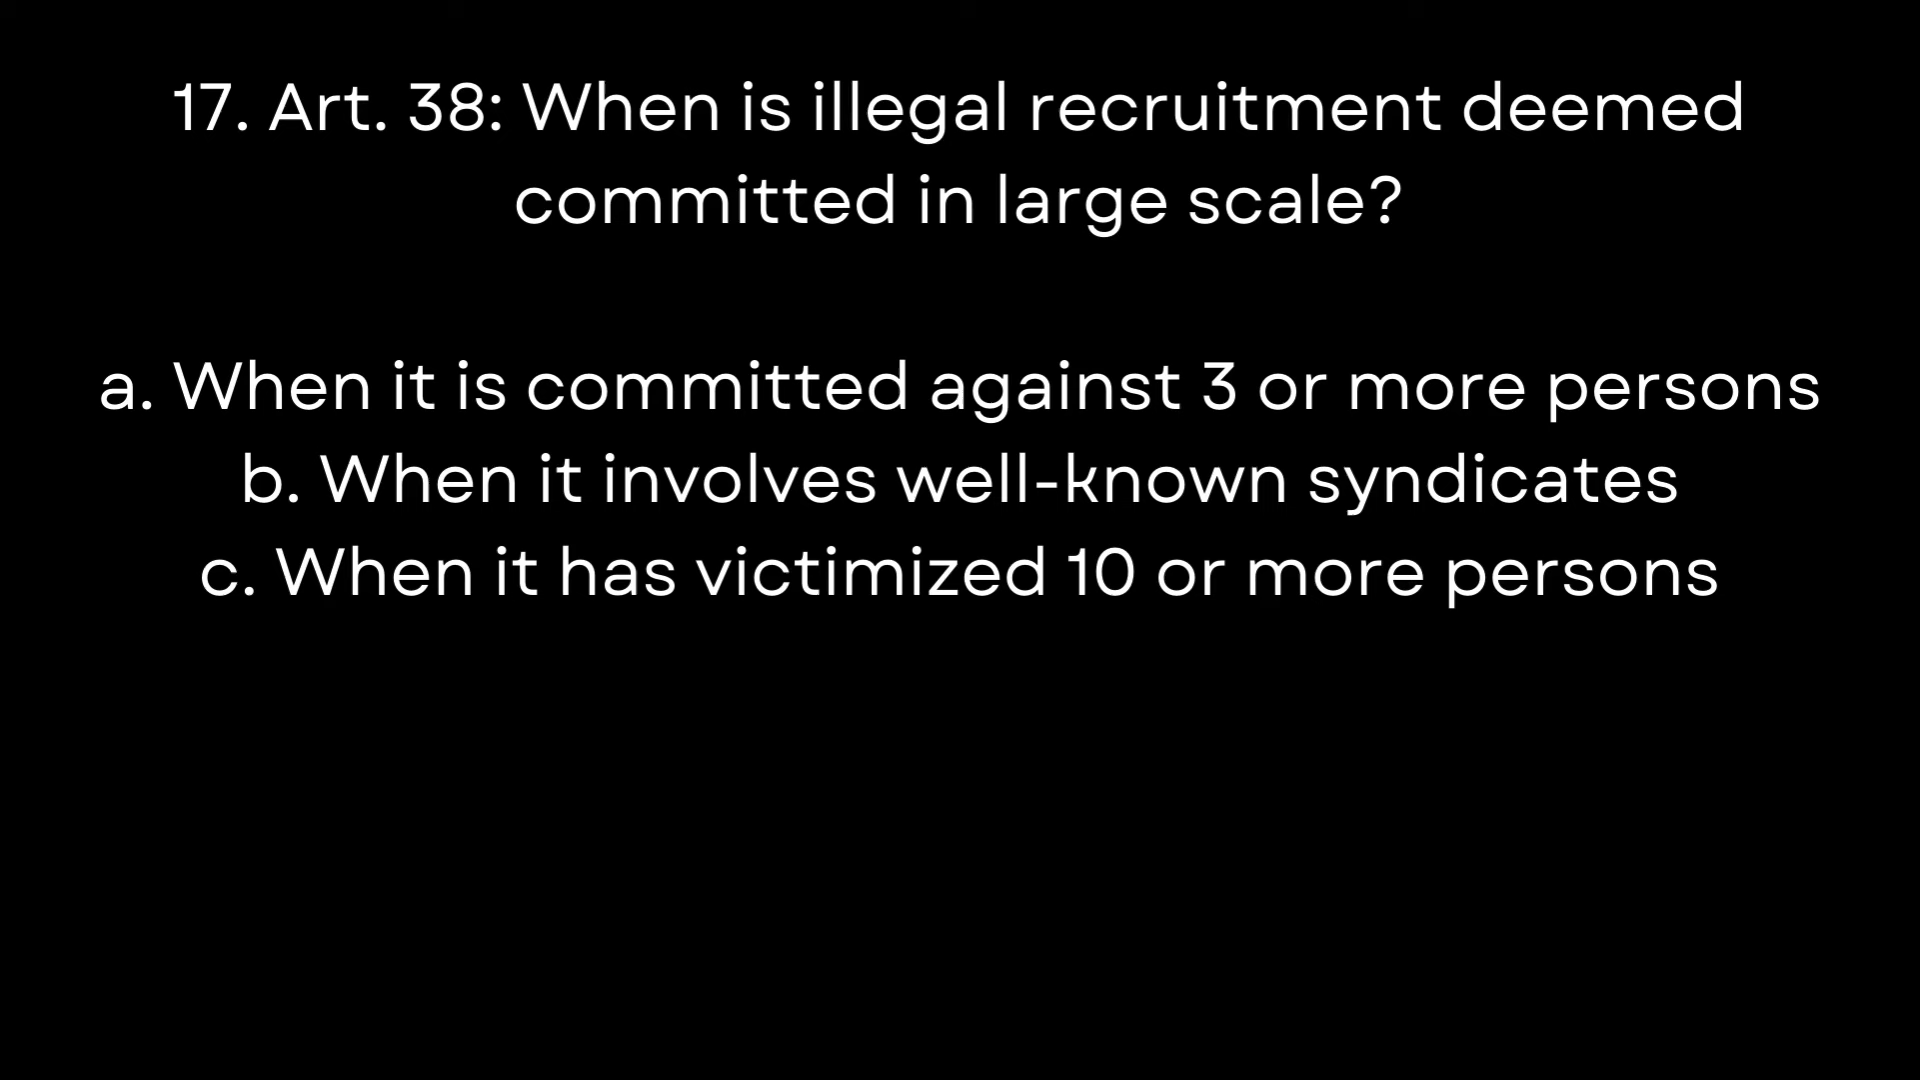 17. Art. 38: When is illegal recruitment deemed
committed in large scale?
a. When it is committed against 3 or more persons
b. When it involves well-known syndicates
c. When it has victimized 10 or more persons